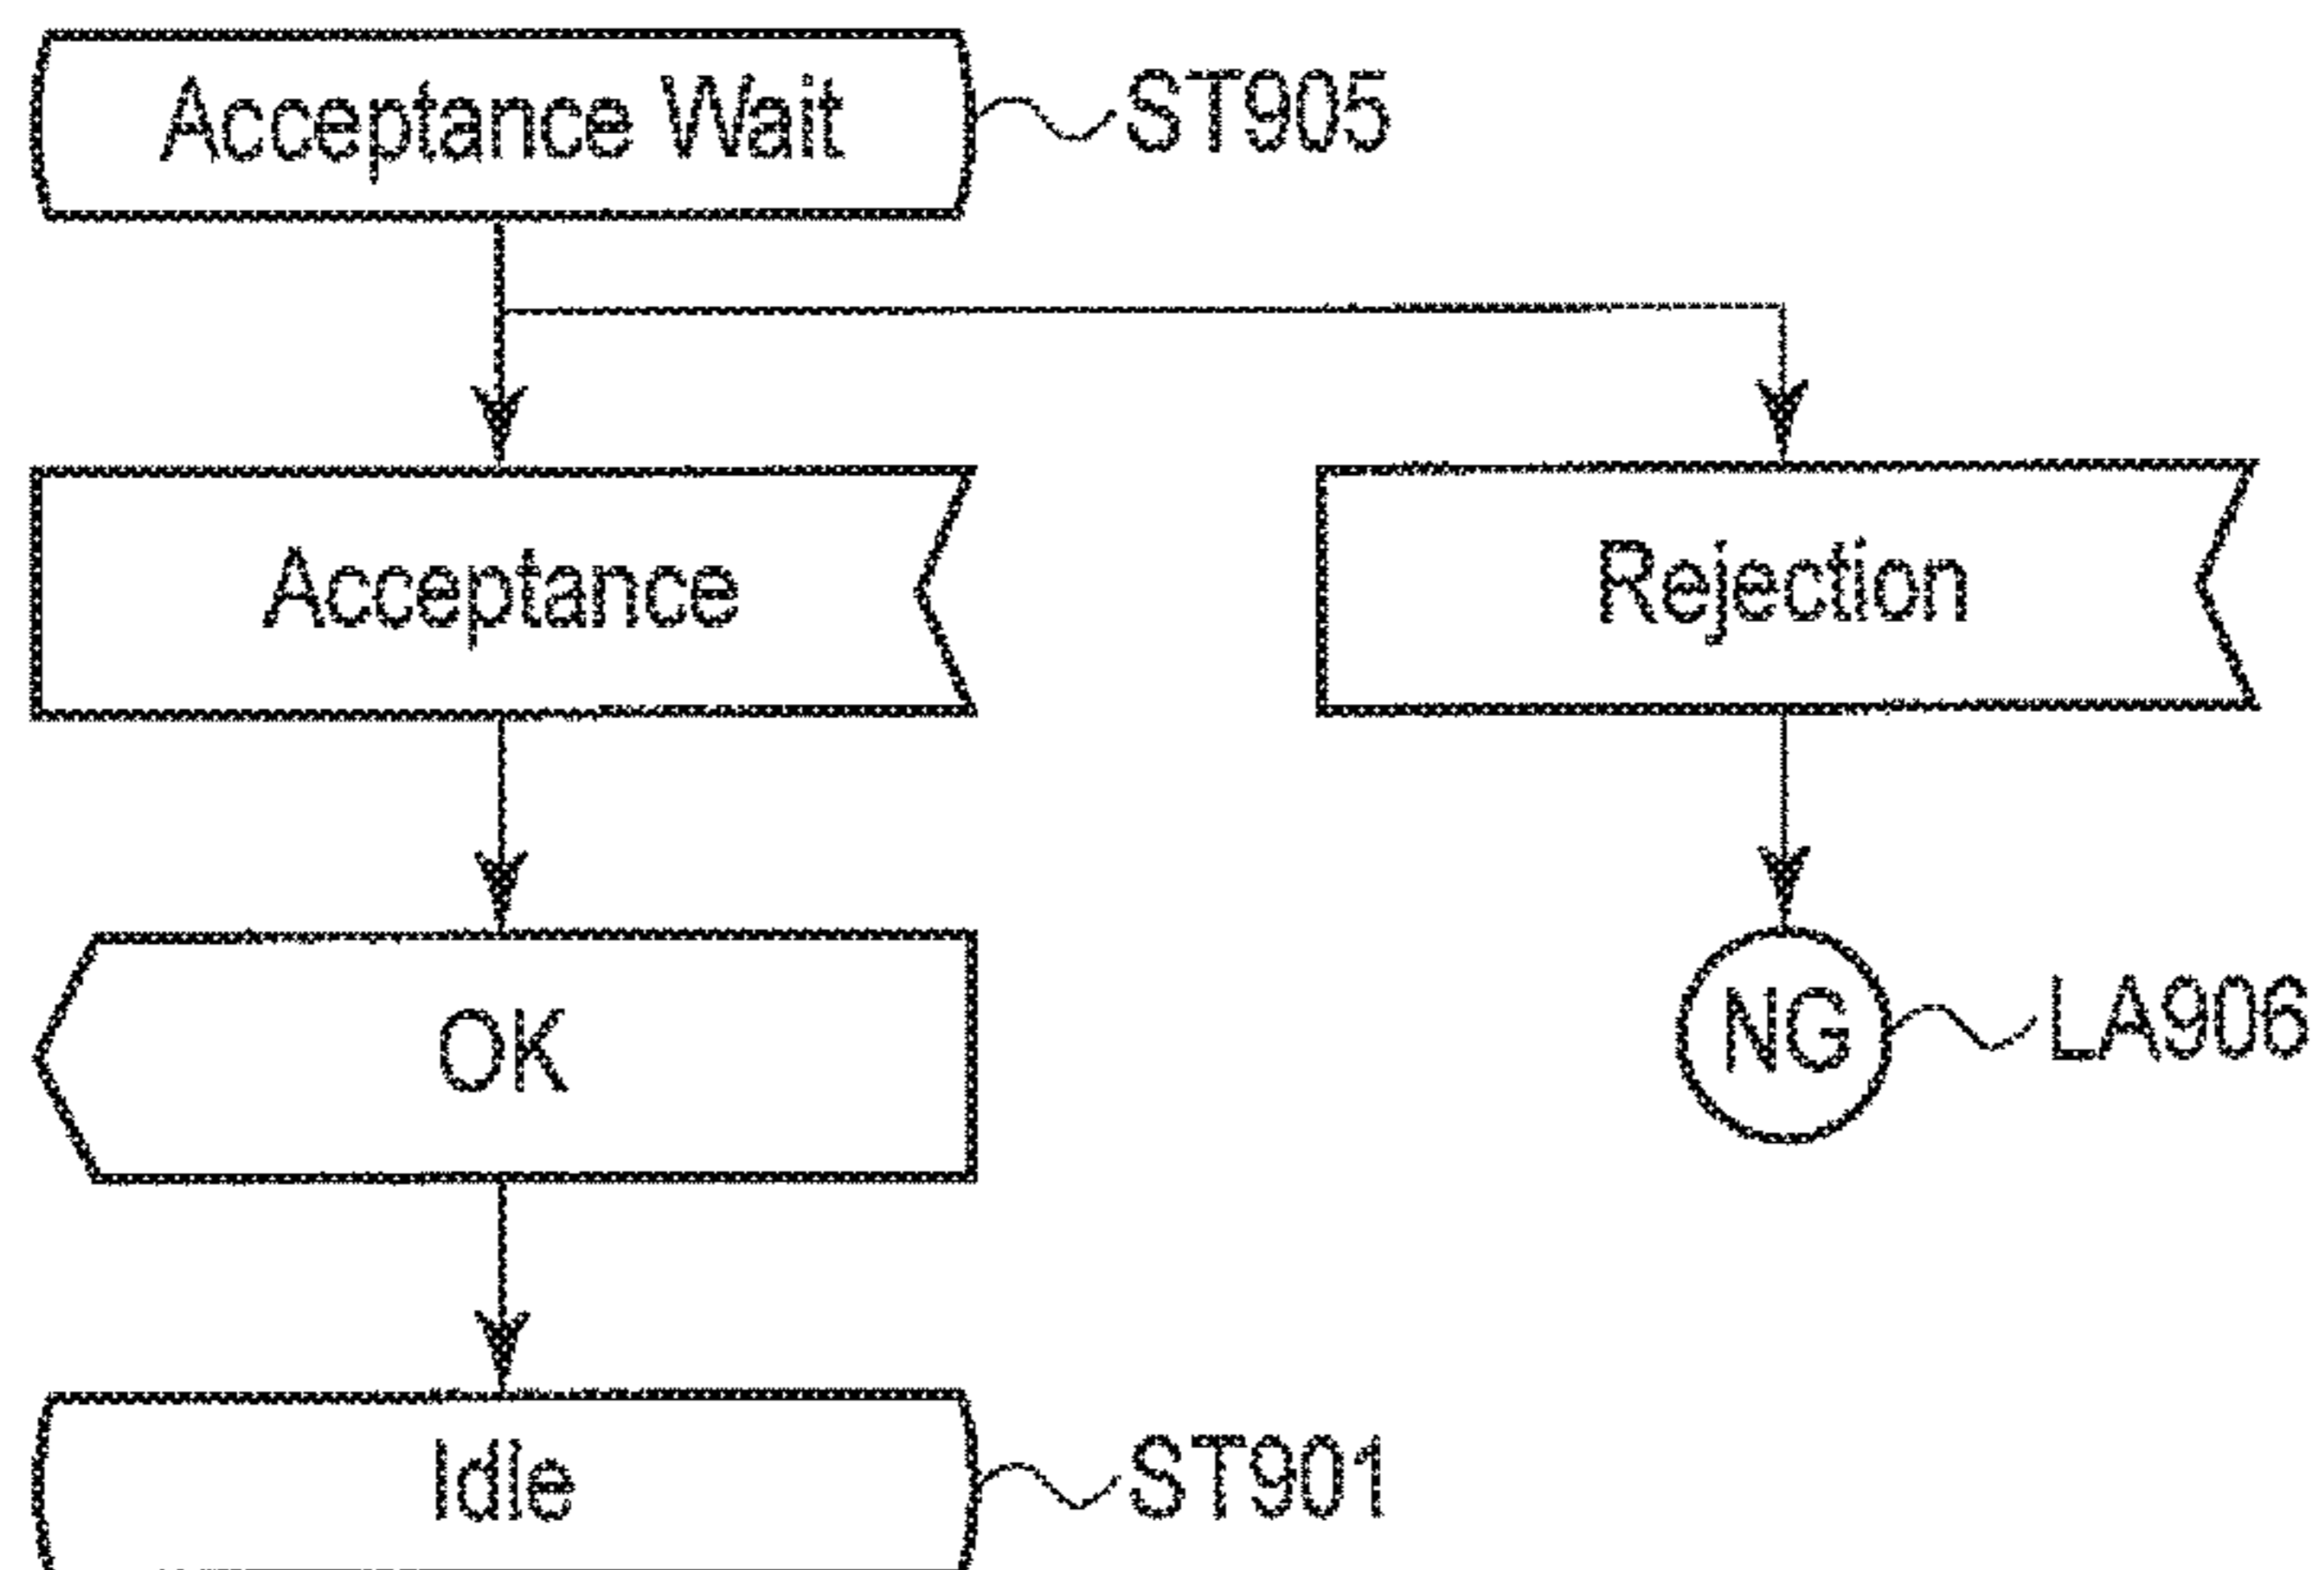 Acceptance Wait ST905
Acceptance
Rejection
OK
NG LA906
Idle ST901